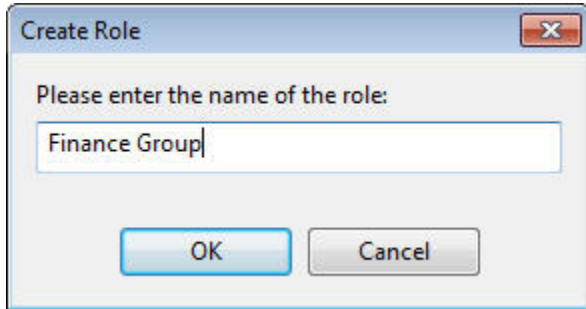 Create Role
Please enter the name of the role:
Finance Group
OK Cancel